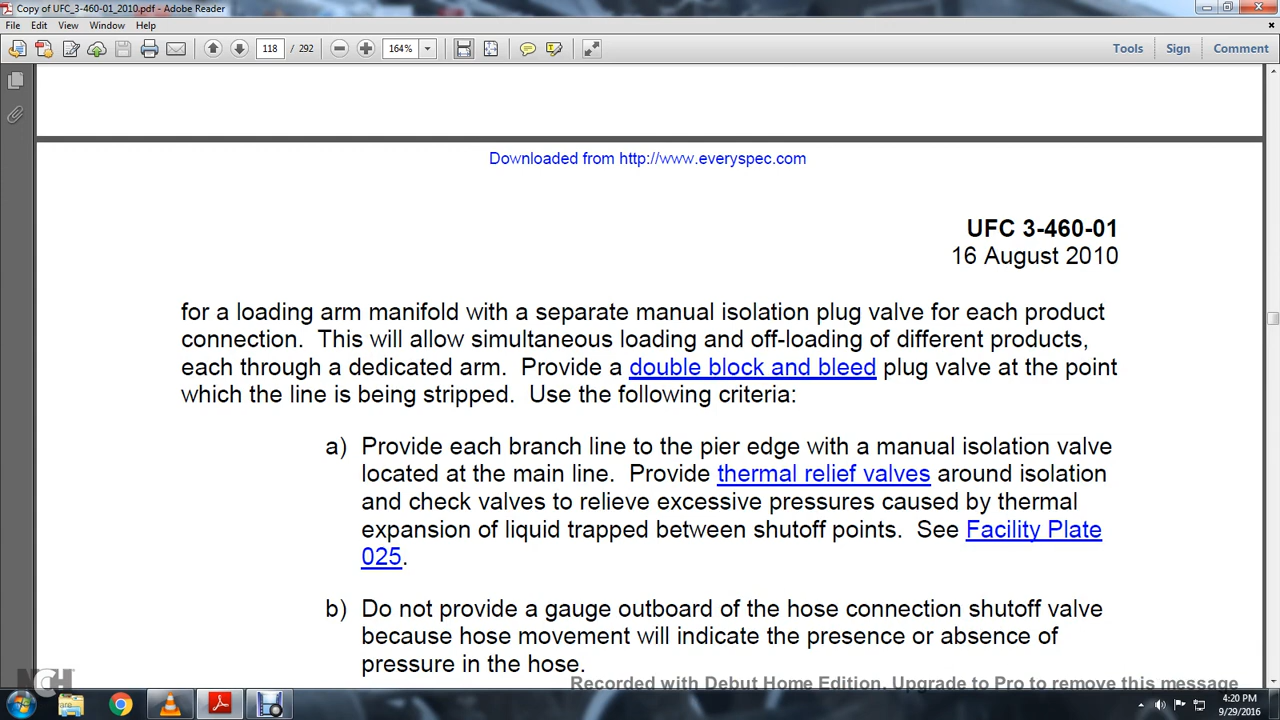 Copy of UFC_3-460-01_2010.pdf - Adobe Reader
File Edit View Window Help
118 / 292 164% Tools Sign Comment
Downloaded from http://www.everyspec.com
UFC 3-460-01
16 August 2010
for a loading arm manifold with a separate manual isolation plug valve for each product
connection. This will allow simultaneous loading and off-loading of different products,
each through a dedicated arm. Provide a double block and bleed plug valve at the point
which the line is being stripped. Use the following criteria:
a) Provide each branch line to the pier edge with a manual isolation valve
located at the main line. Provide thermal relief valves around isolation
and check valves to relieve excessive pressures caused by thermal
expansion of liquid trapped between shutoff points. See Facility Plate
025.
b) Do not provide a gauge outboard of the hose connection shutoff valve
because hose movement will indicate the presence or absence of
pressure in the hose.
NCH
Recorded with Debut Home Edition. Upgrade to Pro to remove this message
4:20 PM
9/29/2016